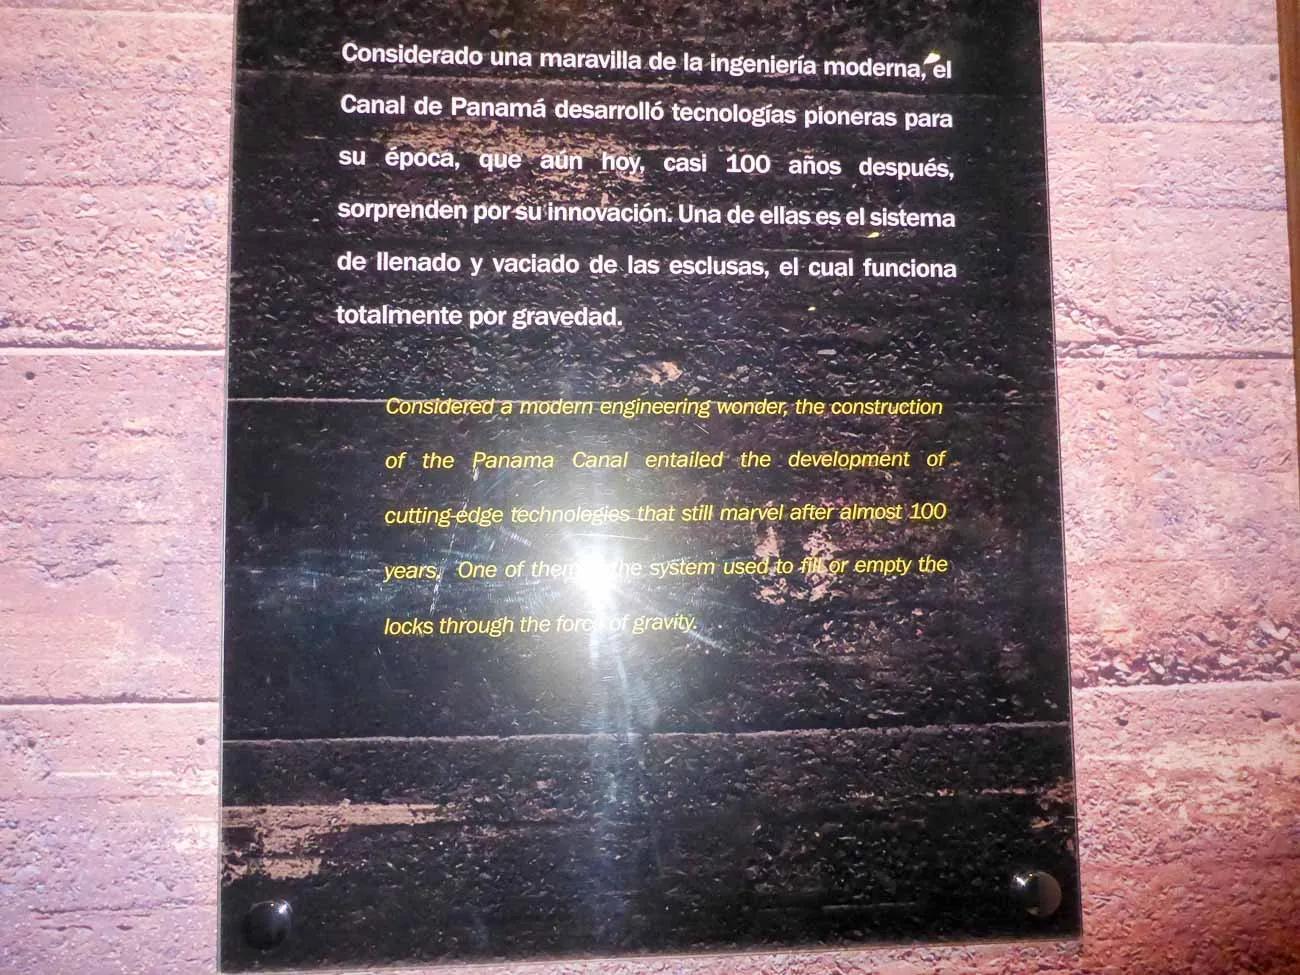 Considerado una maravilla de la ingeniería moderna, el
Canal de Panamá desarrolló tecnologías pioneras para
su época, que aún hoy, casi 100 años después,
sorprenden por su innovación. Una de ellas es el sistema
de llenado y vaciado de las esclusas, el cual funciona
totalmente por gravedad.
Considered a modern engineering wonder, the construction
of the Panama Canal entailed the development of
cutting-edge technologies that still marvel after almost 100
years. One of them the system used to fill or empty the
locks through the force of gravity.